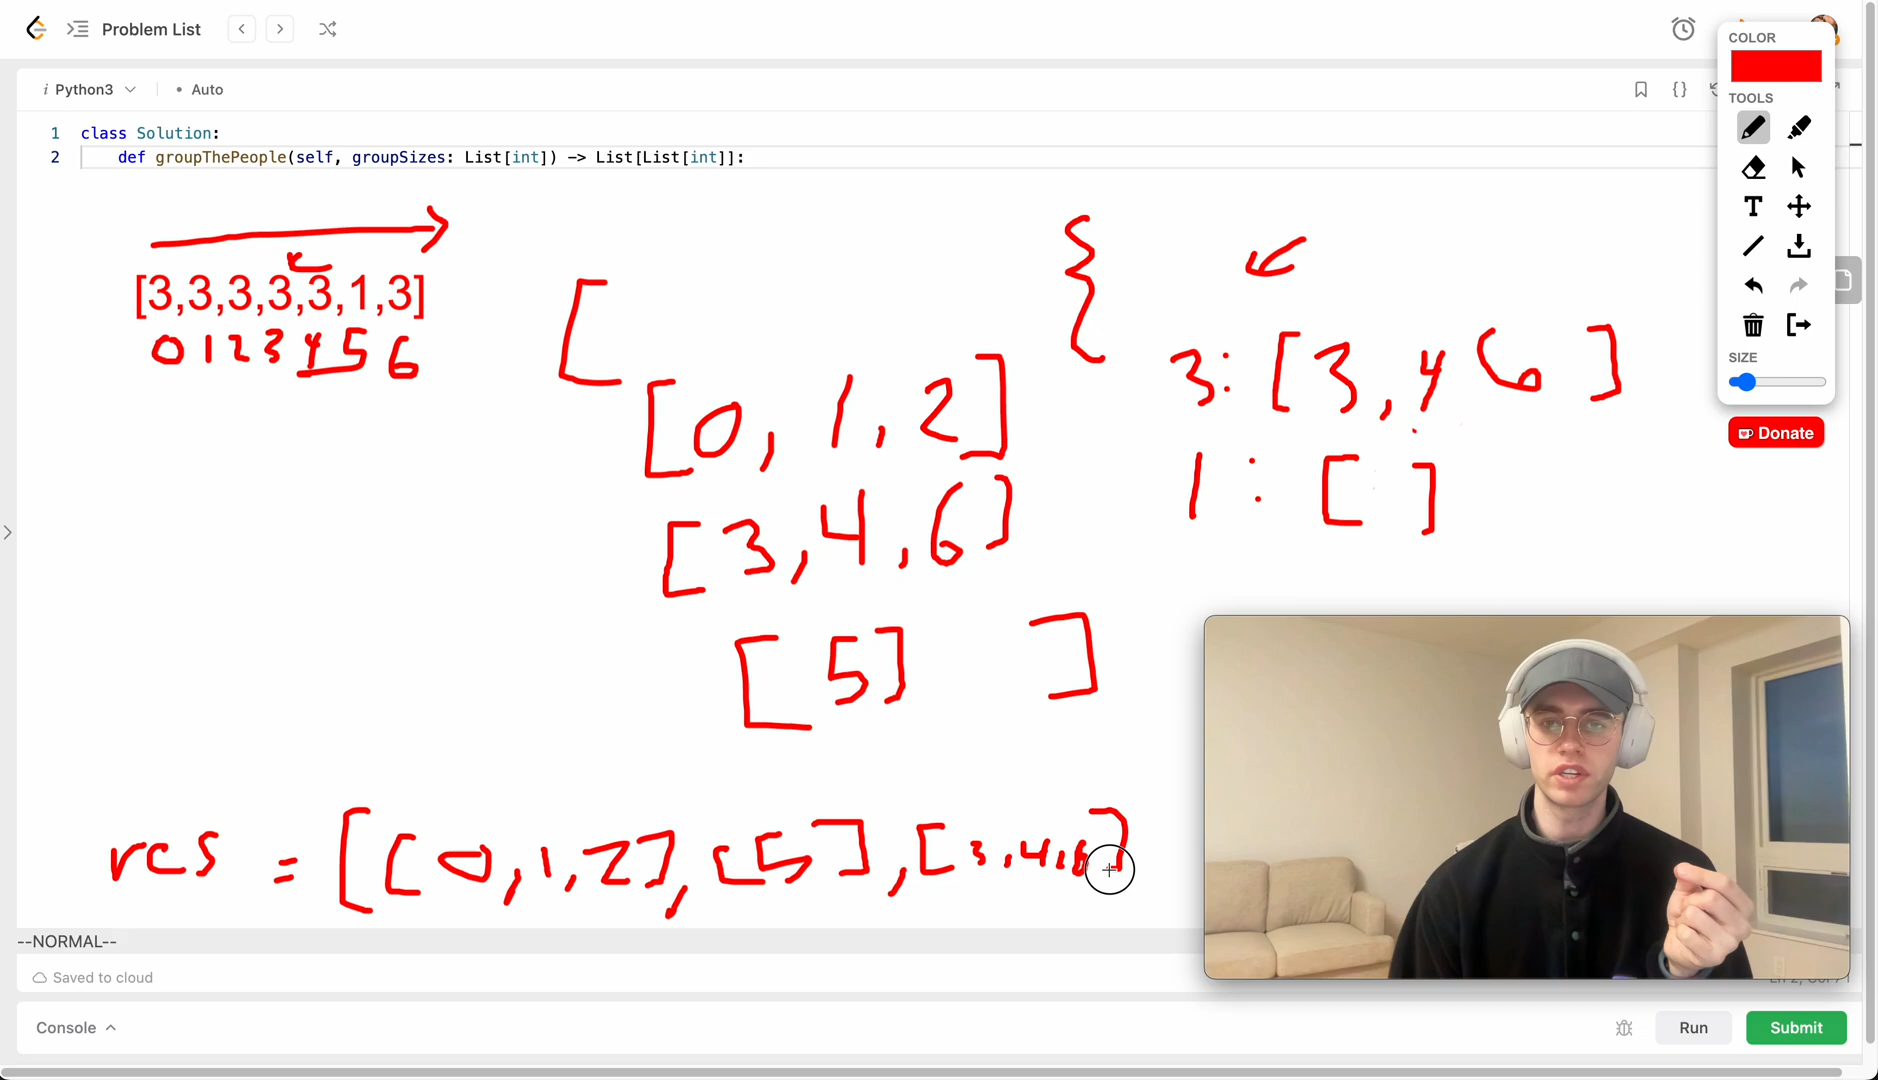 Problem List
COLOR
TOOLS
i Python3
• Auto
{}
1 class Solution:
2 def groupThePeople(self, groupSizes: List[int]) -> List[List[int]]:
[3,3,3,3,3,1,3]
0 1 2 3 4 5 6
[
[0, 1, 2]
[3, 4, 6]
[5] ]
{
3: [3, 4 6 ]
1 : [ ]
res = [[0, 1, 2], [5], [3, 4, 6]
T
SIZE
Donate
--NORMAL--
Saved to cloud
Console
Run
Submit